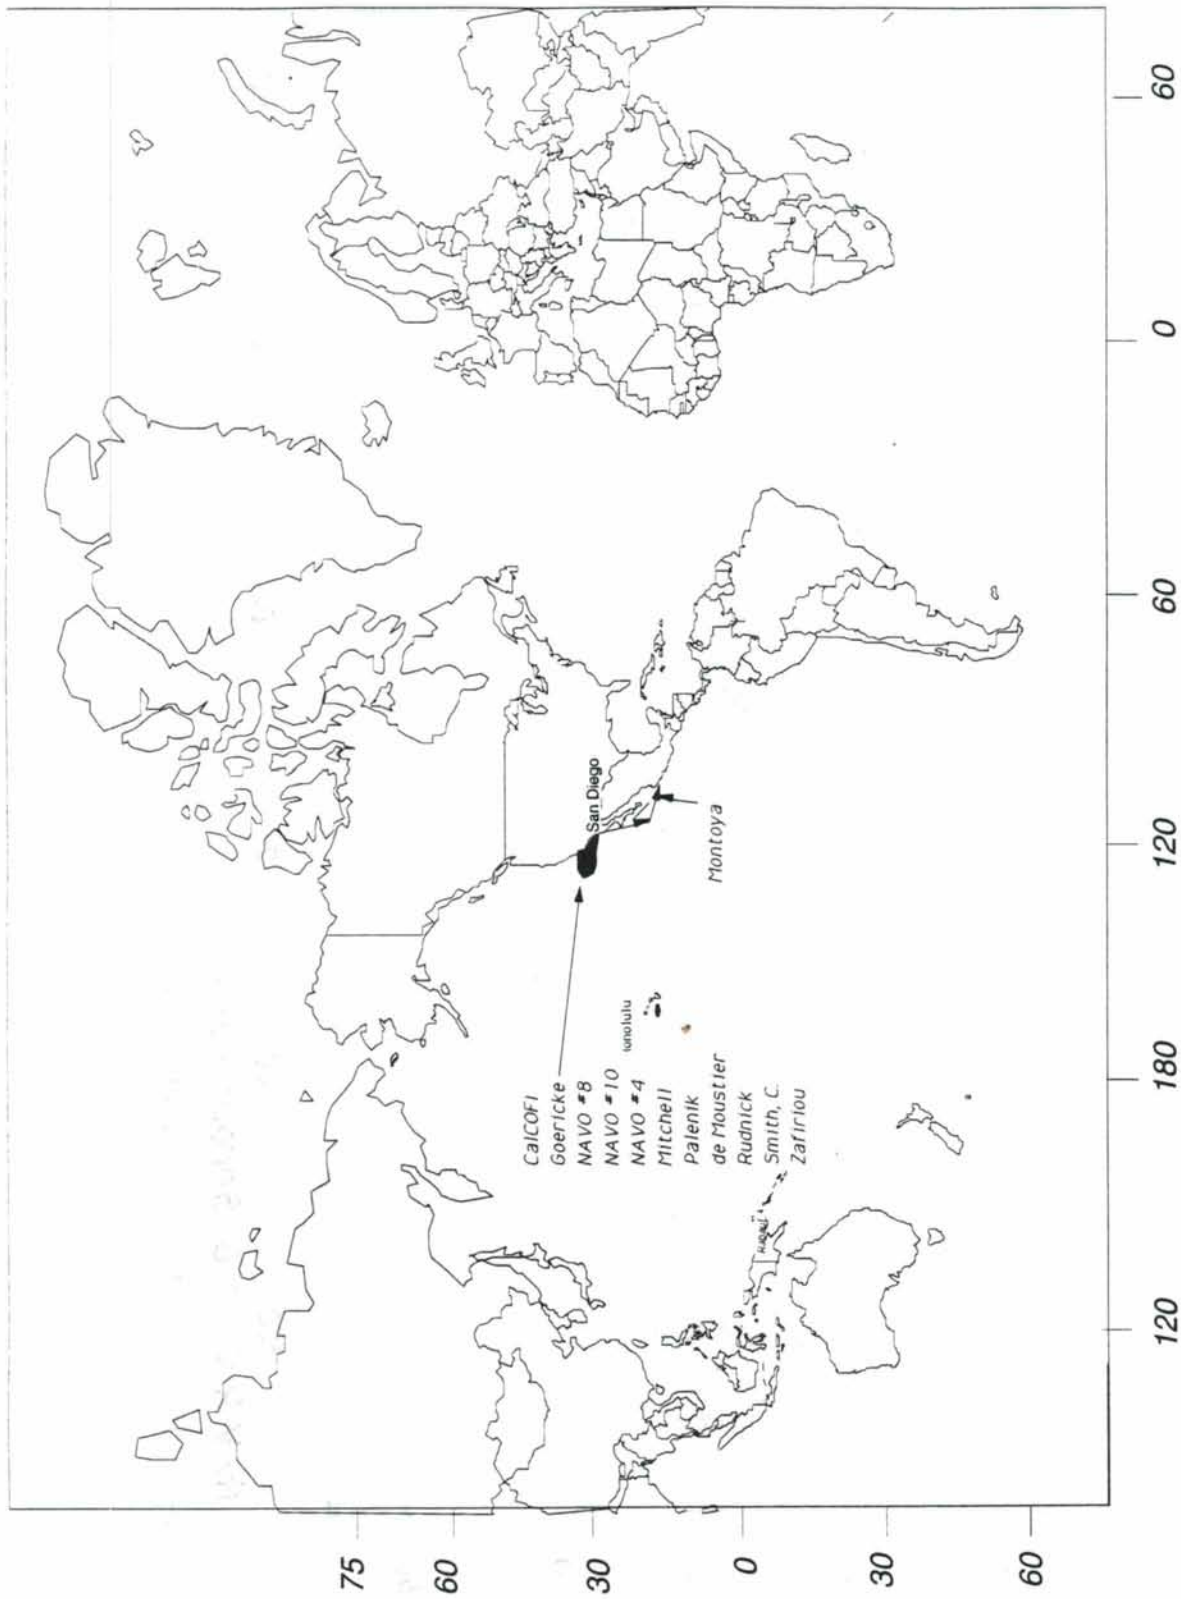 75
60
30
0
30
60
CalCOFI
Goericke
NAVO #8
NAVO #10
NAVO #4
Mitchell
Palenik
de Moustier
Rudnick
Smith, C.
Zafiriou
Honolulu
San Diego
Montoya
120
180
120
60
0
60